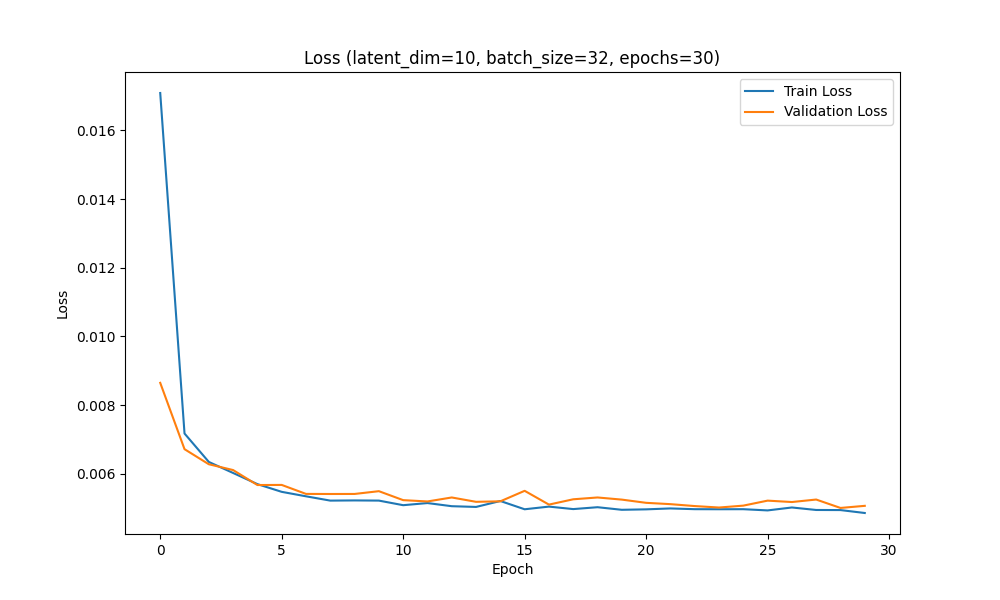 Loss (latent_dim=10, batch_size=32, epochs=30)
Train Loss
Validation Loss
0.016
0.014
0.012
0.010
0.008
0.006
Loss
0 5 10 15 20 25 30
Epoch